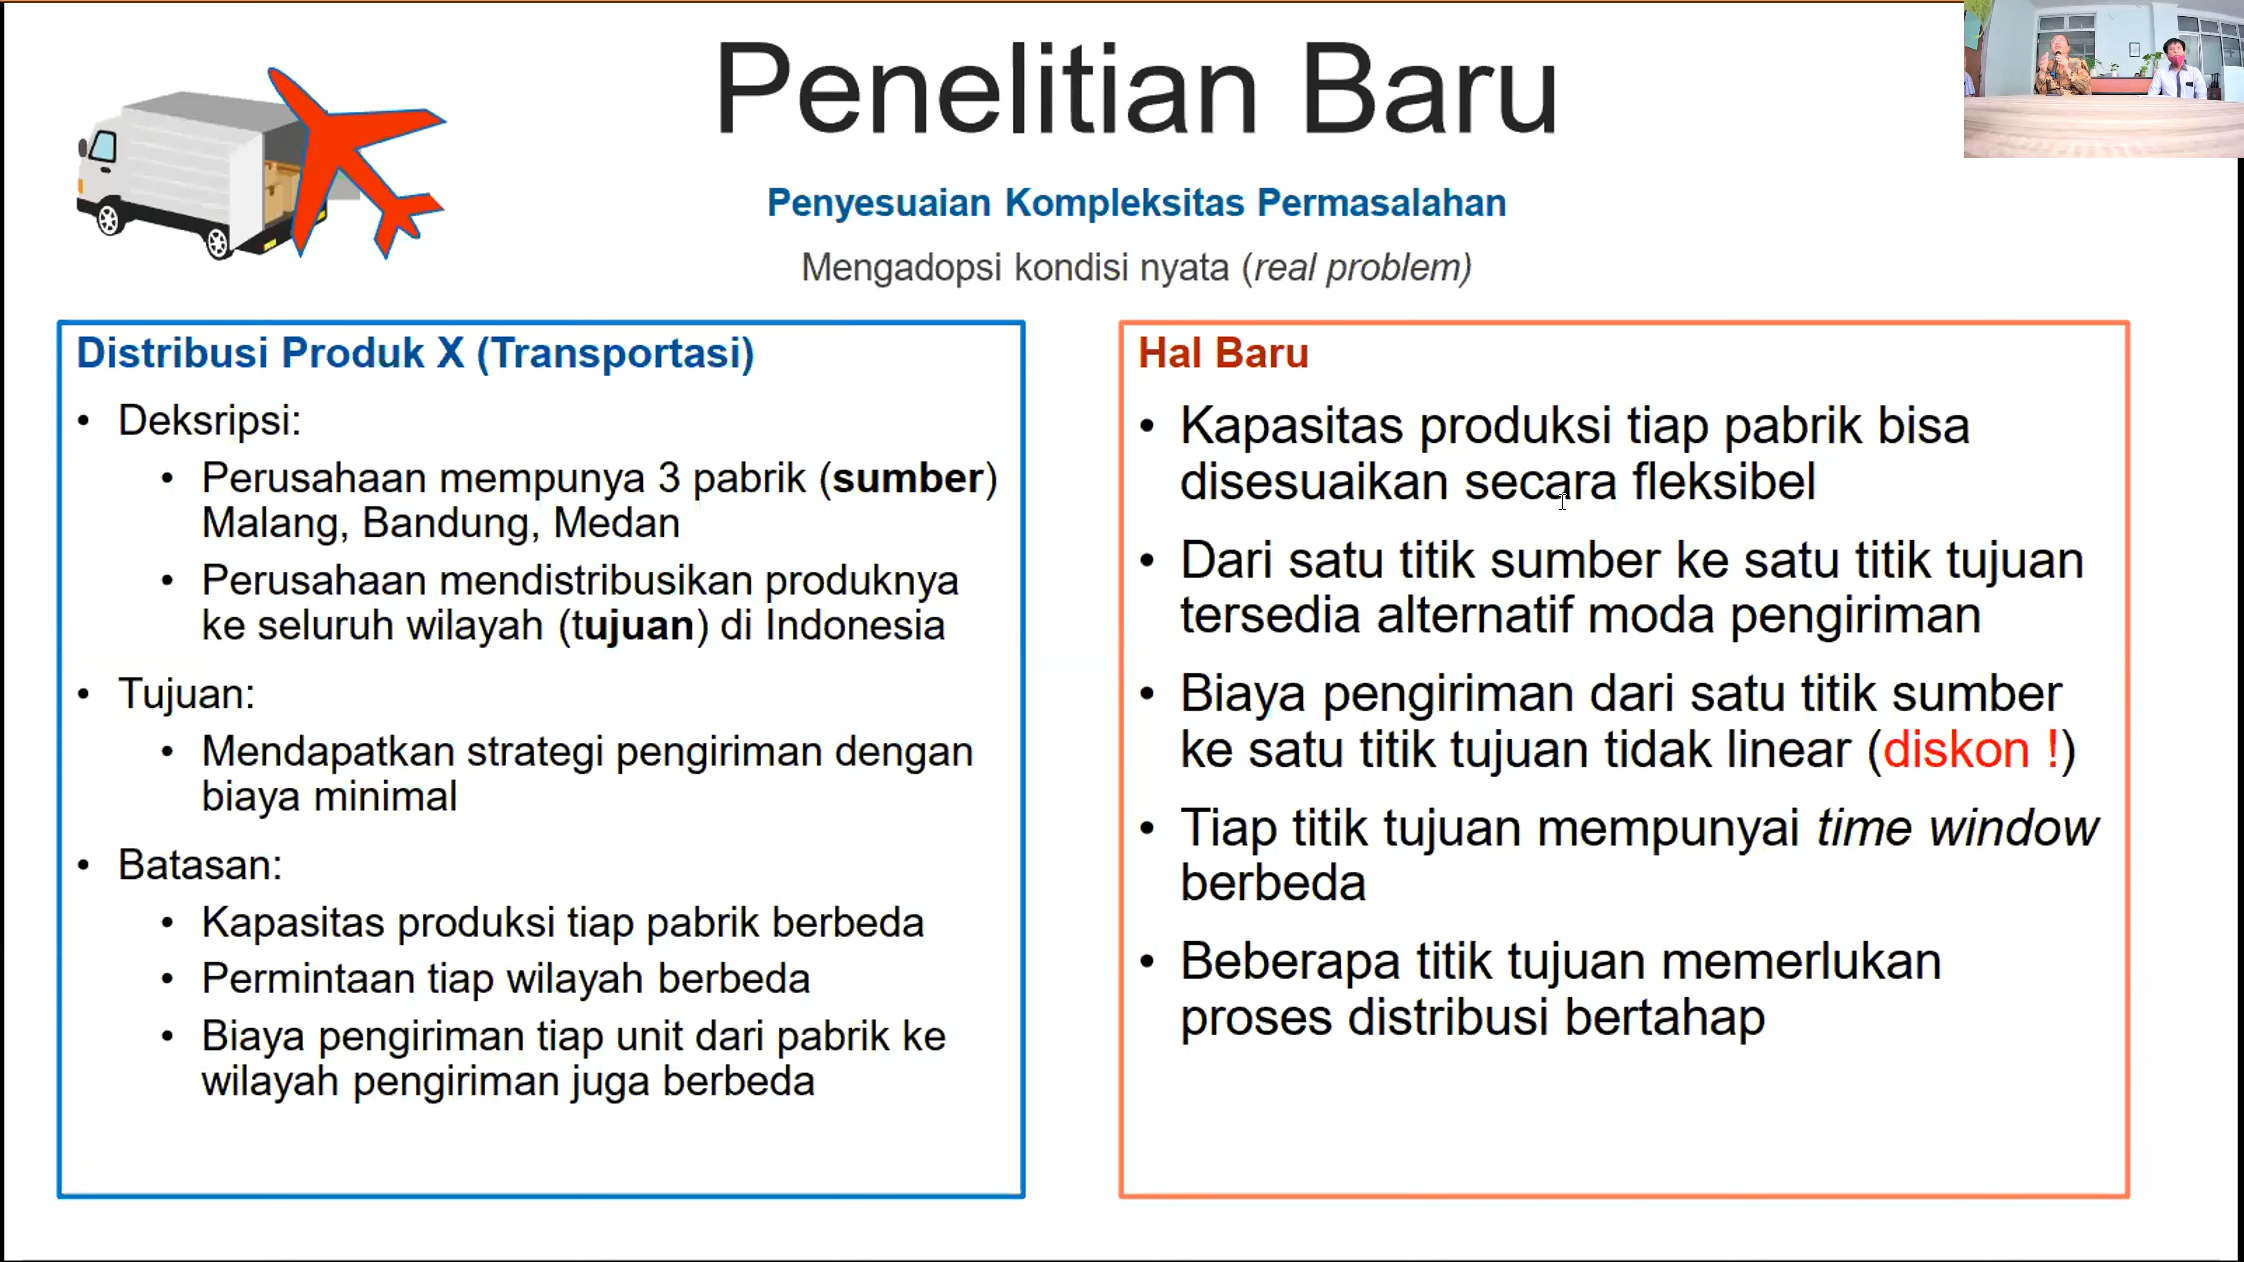 Penelitian Baru
Penyesuaian Kompleksitas Permasalahan
Mengadopsi kondisi nyata (real problem)
Distribusi Produk X (Transportasi)
• Deksripsi:
• Perusahaan mempunya 3 pabrik (sumber)
Malang, Bandung, Medan
• Perusahaan mendistribusikan produknya
ke seluruh wilayah (tujuan) di Indonesia
• Tujuan:
• Mendapatkan strategi pengiriman dengan
biaya minimal
• Batasan:
• Kapasitas produksi tiap pabrik berbeda
• Permintaan tiap wilayah berbeda
• Biaya pengiriman tiap unit dari pabrik ke
wilayah pengiriman juga berbeda
Hal Baru
• Kapasitas produksi tiap pabrik bisa
disesuaikan secara fleksibel
• Dari satu titik sumber ke satu titik tujuan
tersedia alternatif moda pengiriman
• Biaya pengiriman dari satu titik sumber
ke satu titik tujuan tidak linear (diskon !)
• Tiap titik tujuan mempunyai time window
berbeda
• Beberapa titik tujuan memerlukan
proses distribusi bertahap